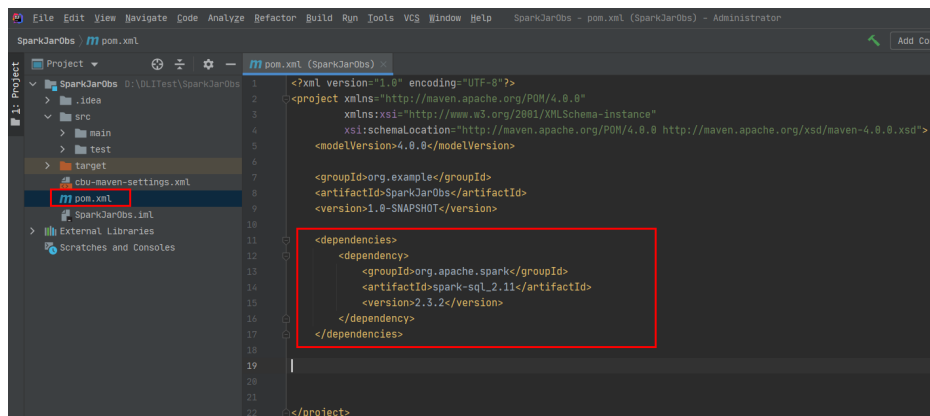 File Edit View Navigate Code Analyze Refactor Build Run Tools VCS Window Help SparkJarObs - pom.xml (SparkJarObs) - Administrator
SparkJarObs pom.xml
Add Co
1: Project
Project
SparkJarObs D:\DLITest\SparkJarObs
.idea
src
main
test
target
cbu-maven-settings.xml
pom.xml
SparkJarObs.iml
External Libraries
Scratches and Consoles
pom.xml (SparkJarObs)
1 <?xml version="1.0" encoding="UTF-8"?>
2 <project xmlns="http://maven.apache.org/POM/4.0.0"
3 xmlns:xsi="http://www.w3.org/2001/XMLSchema-instance"
4 xsi:schemaLocation="http://maven.apache.org/POM/4.0.0 http://maven.apache.org/xsd/maven-4.0.0.xsd">
5 <modelVersion>4.0.0</modelVersion>
6
7 <groupId>org.example</groupId>
8 <artifactId>SparkJarObs</artifactId>
9 <version>1.0-SNAPSHOT</version>
10
11 <dependencies>
12 <dependency>
13 <groupId>org.apache.spark</groupId>
14 <artifactId>spark-sql_2.11</artifactId>
15 <version>2.3.2</version>
16 </dependency>
17 </dependencies>
18
19
20
21
22 </project>